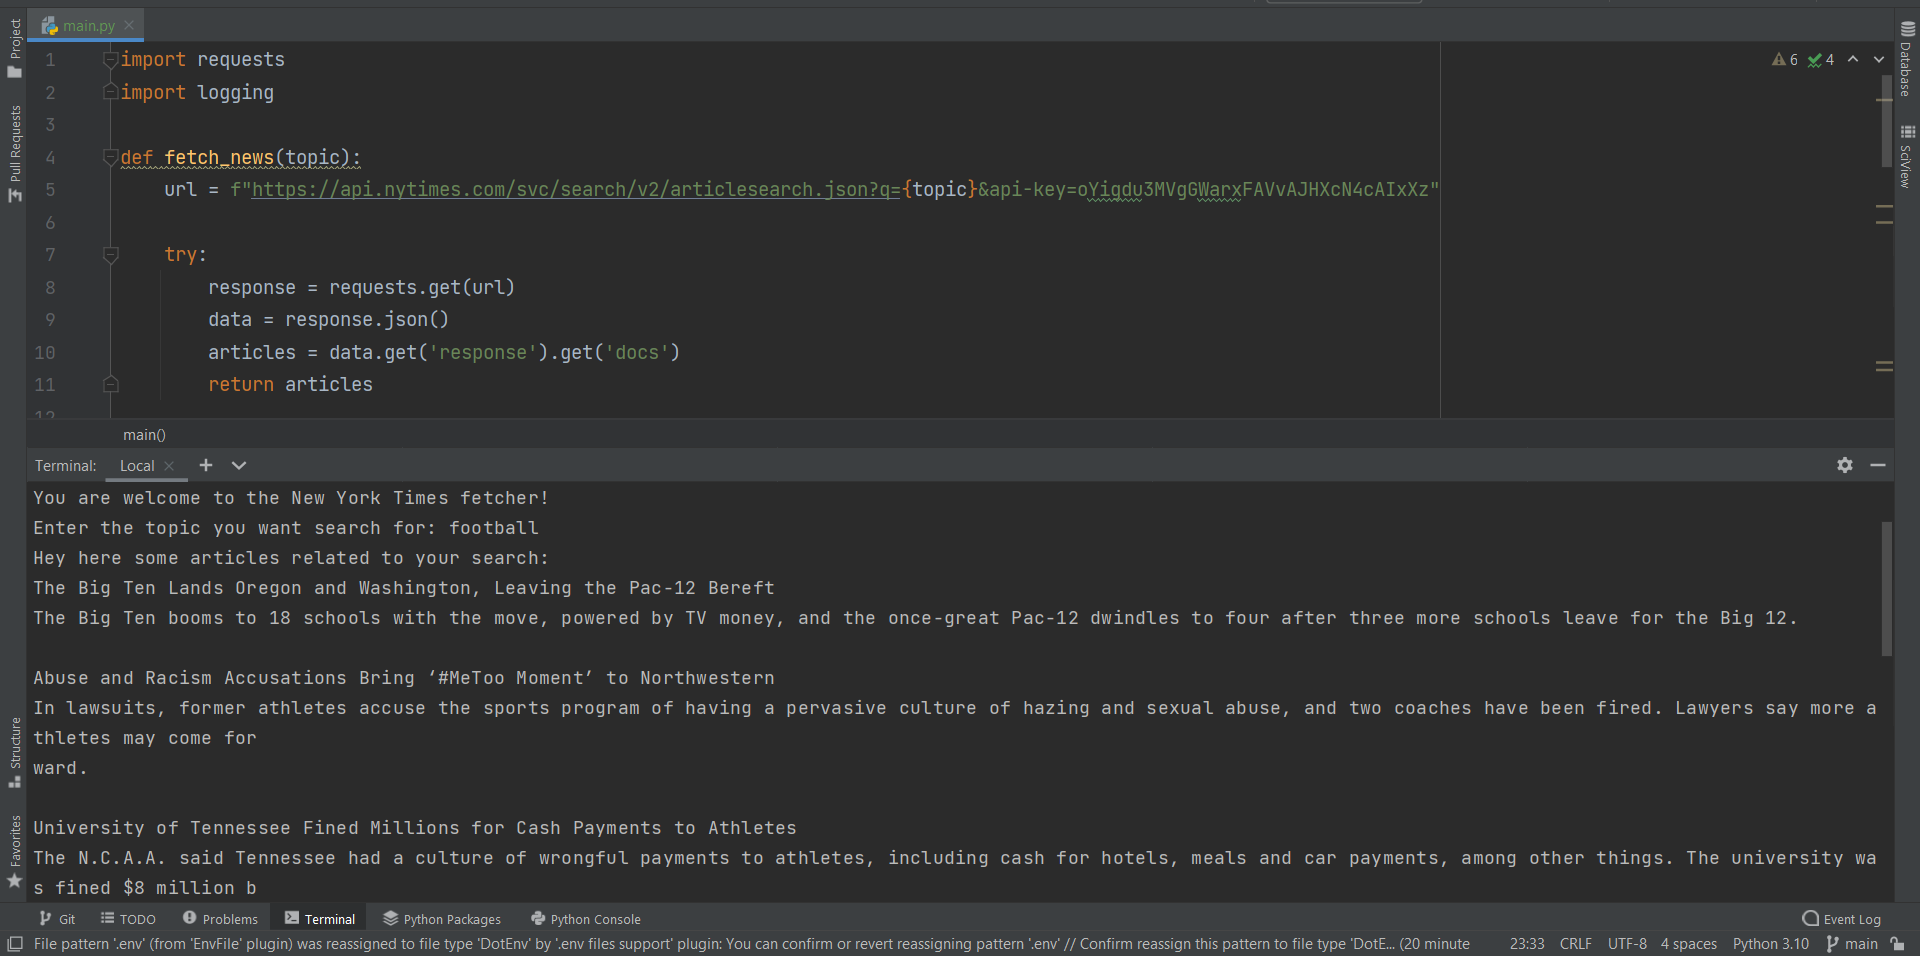 main.py
Project
Pull Requests
Structure
Favorites
Database
SciView
6 4
1 import requests
2 import logging
3
4 def fetch_news(topic):
5 url = f"https://api.nytimes.com/svc/search/v2/articlesearch.json?q={topic}&api-key=oYigdu3MVgGWarxFAVvAJHXcN4cAIxXz"
6
7 try:
8 response = requests.get(url)
9 data = response.json()
10 articles = data.get('response').get('docs')
11 return articles
12
main()
Terminal: Local
You are welcome to the New York Times fetcher!
Enter the topic you want search for: football
Hey here some articles related to your search:
The Big Ten Lands Oregon and Washington, Leaving the Pac-12 Bereft
The Big Ten booms to 18 schools with the move, powered by TV money, and the once-great Pac-12 dwindles to four after three more schools leave for the Big 12.
Abuse and Racism Accusations Bring ‘#MeToo Moment’ to Northwestern
In lawsuits, former athletes accuse the sports program of having a pervasive culture of hazing and sexual abuse, and two coaches have been fired. Lawyers say more a
thletes may come for
ward.
University of Tennessee Fined Millions for Cash Payments to Athletes
The N.C.A.A. said Tennessee had a culture of wrongful payments to athletes, including cash for hotels, meals and car payments, among other things. The university wa
s fined $8 million b
Git TODO Problems Terminal Python Packages Python Console Event Log
File pattern '.env' (from 'EnvFile' plugin) was reassigned to file type 'DotEnv' by '.env files support' plugin: You can confirm or revert reassigning pattern '.env' // Confirm reassign this pattern to file type 'DotE... (20 minute 23:33 CRLF UTF-8 4 spaces Python 3.10 main